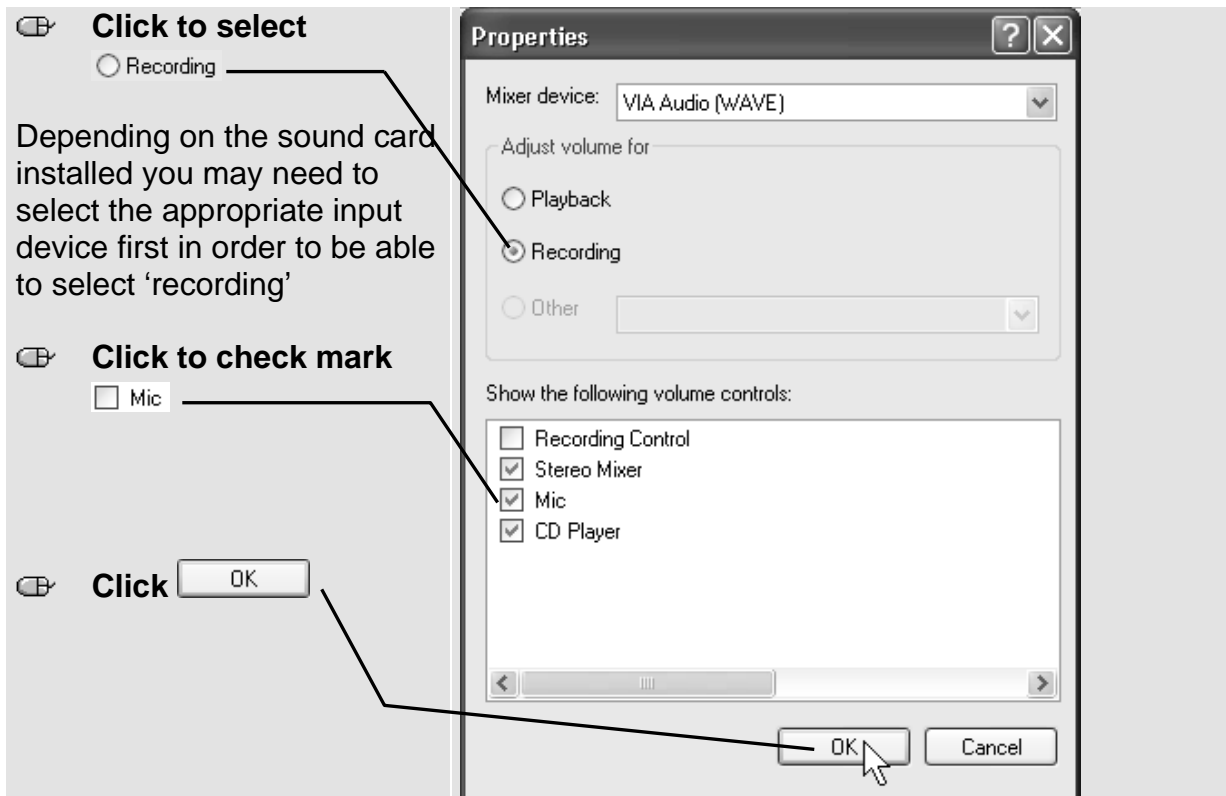 Click to select
Recording
Depending on the sound card
installed you may need to
select the appropriate input
device first in order to be able
to select ‘recording’
Click to check mark
Mic
Click OK .
Properties
Mixer device: VIA Audio (WAVE)
Adjust volume for
Playback
Recording
Other
Show the following volume controls:
Recording Control
Stereo Mixer
Mic
CD Player
OK Cancel